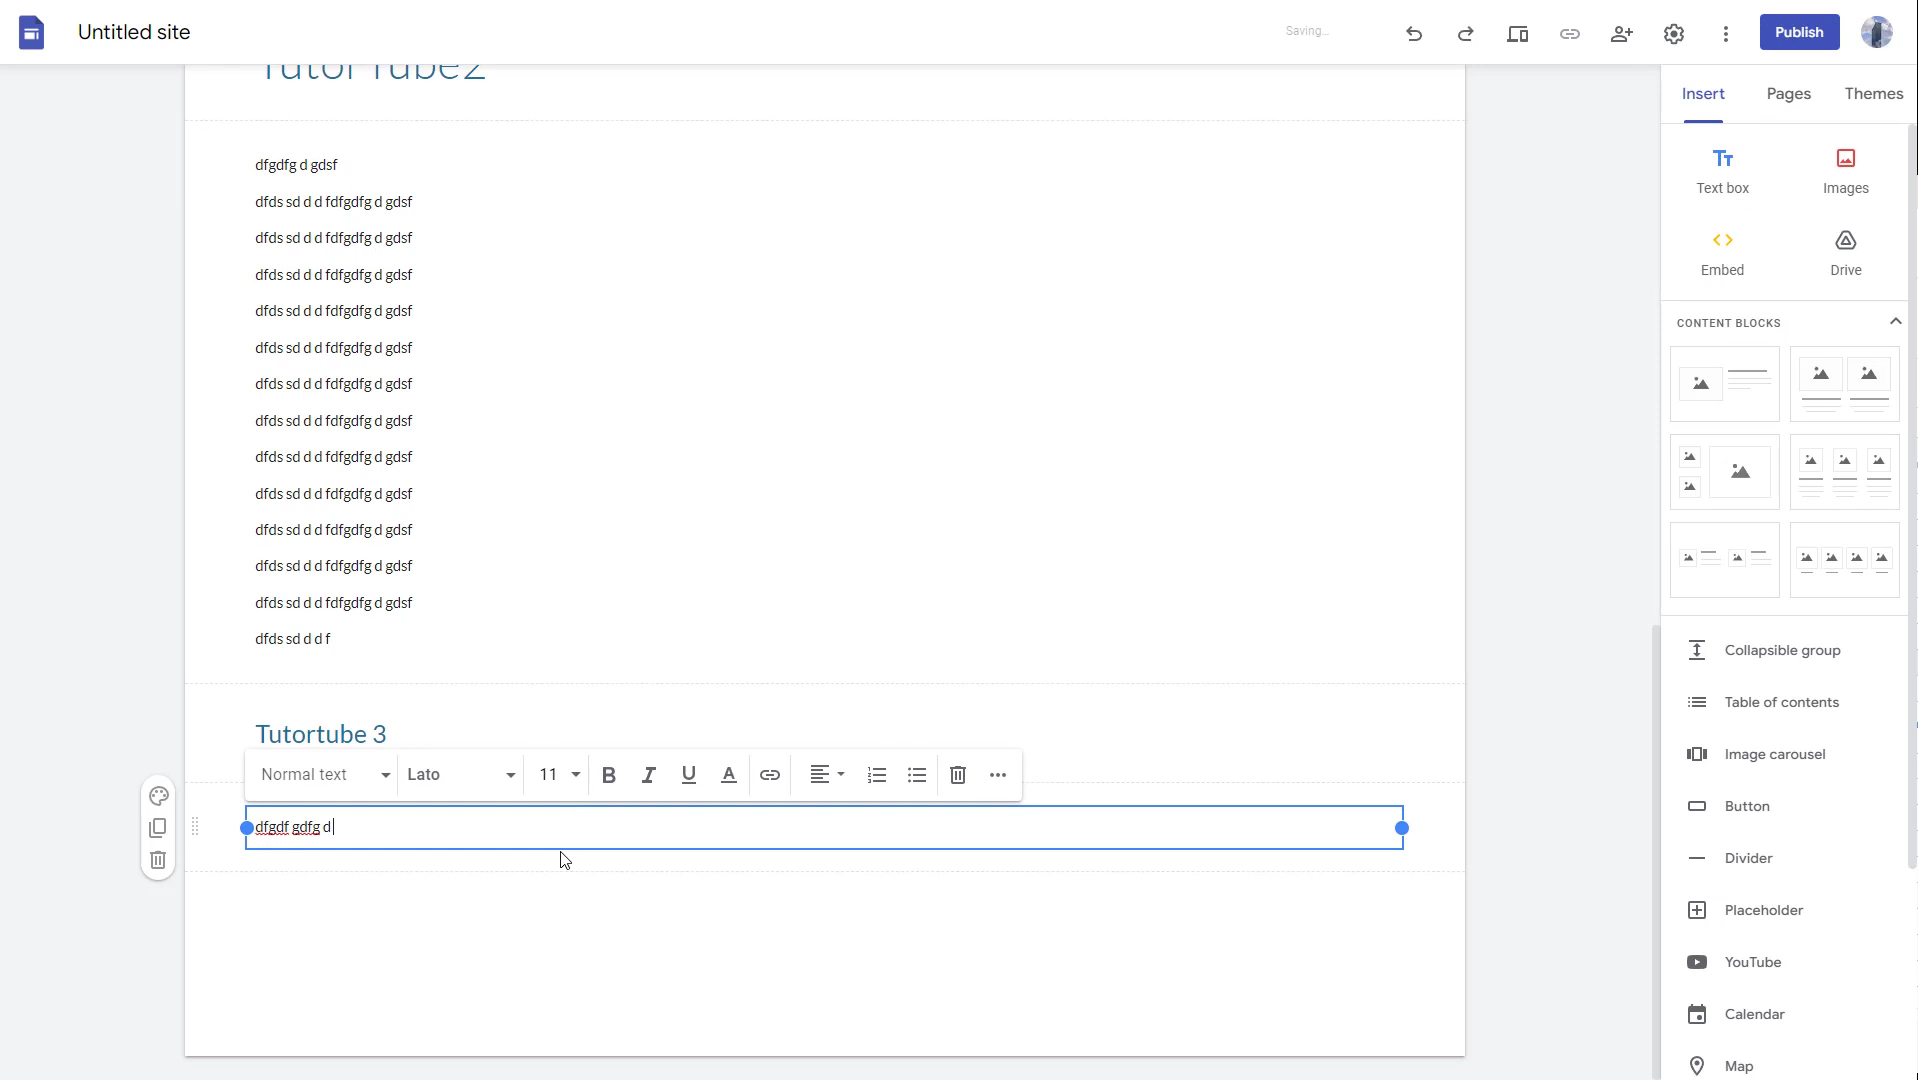 Untitled site
Saving...
Publish
Tutor Tube2
Insert
Pages
Themes
dfgdfg d gdsf
dfds sd d d fdfgdfg d gdsf
dfds sd d d fdfgdfg d gdsf
dfds sd d d fdfgdfg d gdsf
dfds sd d d fdfgdfg d gdsf
dfds sd d d fdfgdfg d gdsf
dfds sd d d fdfgdfg d gdsf
dfds sd d d fdfgdfg d gdsf
dfds sd d d fdfgdfg d gdsf
dfds sd d d fdfgdfg d gdsf
dfds sd d d fdfgdfg d gdsf
dfds sd d d fdfgdfg d gdsf
dfds sd d d fdfgdfg d gdsf
dfds sd d d f
Tutortube 3
Normal text
Lato
11
dfgdf gdfg d
Text box
Images
Embed
Drive
CONTENT BLOCKS
Collapsible group
Table of contents
Image carousel
Button
Divider
Placeholder
YouTube
Calendar
Map